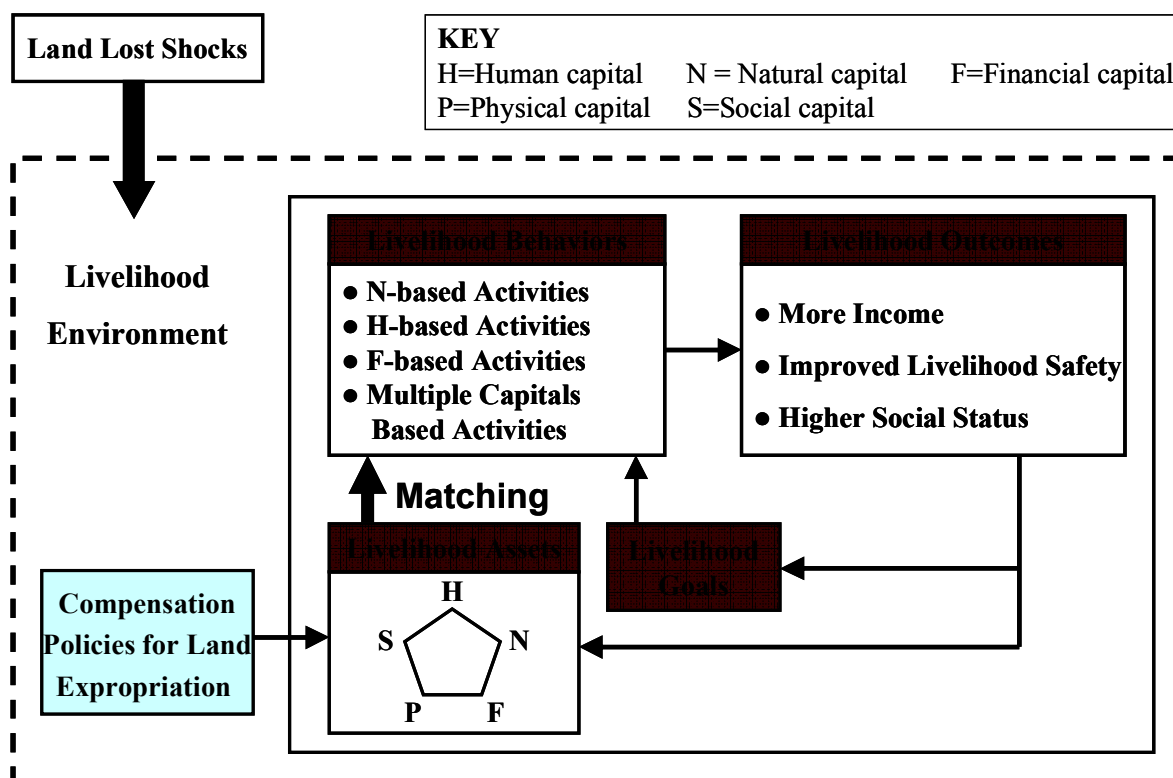 Land Lost Shocks
KEY
H=Human capital N = Natural capital F=Financial capital
P=Physical capital S=Social capital
Livelihood
Environment
Livelihood Behaviors
● N-based Activities
● H-based Activities
● F-based Activities
● Multiple Capitals
Based Activities
Livelihood Outcomes
● More Income
● Improved Livelihood Safety
● Higher Social Status
Matching
Livelihood Assets
H
S
N
P
F
Livelihood
Goals
Compensation
Policies for Land
Expropriation